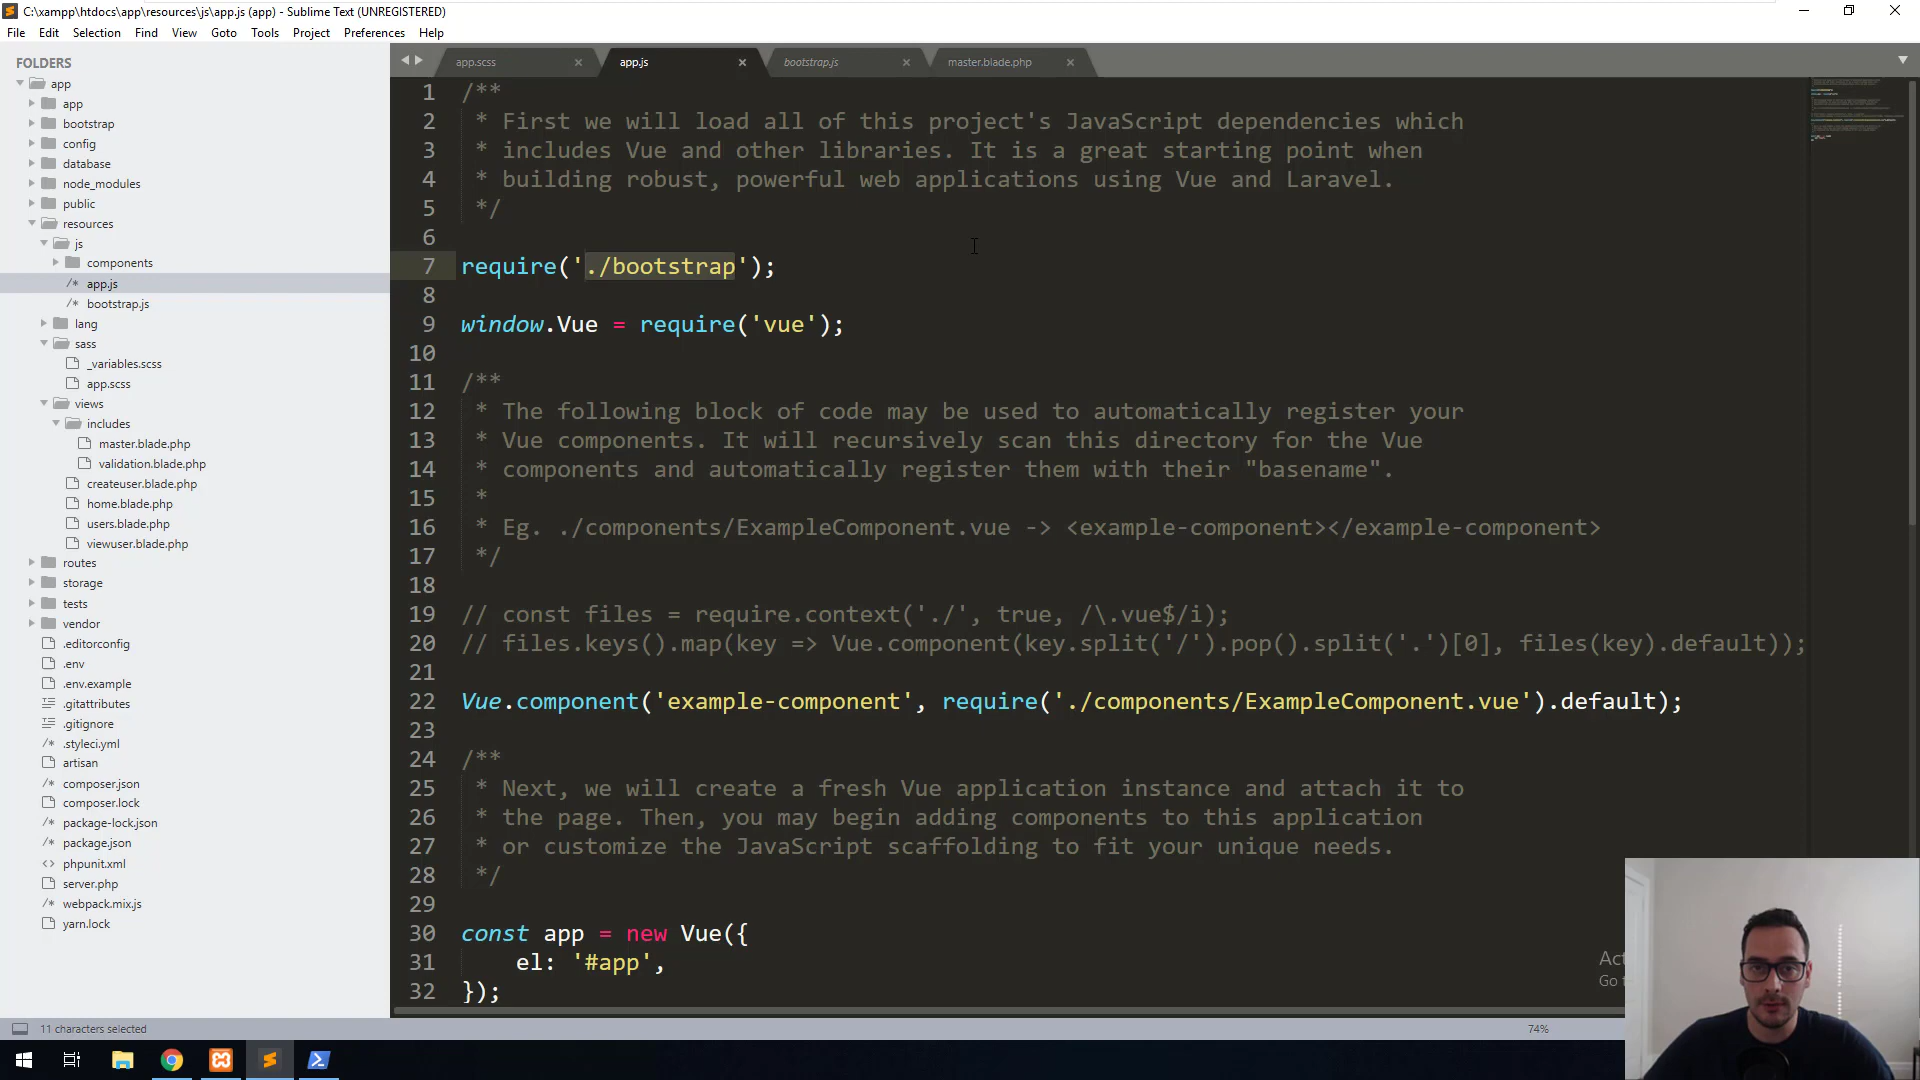 C:\xampp\htdocs\app\resources\js\app.js (app) - Sublime Text (UNREGISTERED)
File Edit Selection Find View Goto Tools Project Preferences Help
FOLDERS
app
app
bootstrap
config
database
node_modules
public
resources
js
components
app.js
bootstrap.js
lang
sass
_variables.scss
app.scss
views
includes
master.blade.php
validation.blade.php
createuser.blade.php
home.blade.php
users.blade.php
viewuser.blade.php
routes
storage
tests
vendor
.editorconfig
.env
.env.example
.gitattributes
.gitignore
.styleci.yml
artisan
composer.json
composer.lock
package-lock.json
package.json
phpunit.xml
server.php
webpack.mix.js
yarn.lock
app.scss app.js bootstrap.js master.blade.php
1 /**
2 * First we will load all of this project's JavaScript dependencies which
3 * includes Vue and other libraries. It is a great starting point when
4 * building robust, powerful web applications using Vue and Laravel.
5 */
6
7 require('./bootstrap');
8
9 window.Vue = require('vue');
10
11 /**
12 * The following block of code may be used to automatically register your
13 * Vue components. It will recursively scan this directory for the Vue
14 * components and automatically register them with their "basename".
15 *
16 * Eg. ./components/ExampleComponent.vue -> <example-component></example-component>
17 */
18
19 // const files = require.context('./', true, /\.vue$/i);
20 // files.keys().map(key => Vue.component(key.split('/').pop().split('.')[0], files(key).default));
21
22 Vue.component('example-component', require('./components/ExampleComponent.vue').default);
23
24 /**
25 * Next, we will create a fresh Vue application instance and attach it to
26 * the page. Then, you may begin adding components to this application
27 * or customize the JavaScript scaffolding to fit your unique needs.
28 */
29
30 const app = new Vue({
31 el: '#app',
32 });
11 characters selected
74%